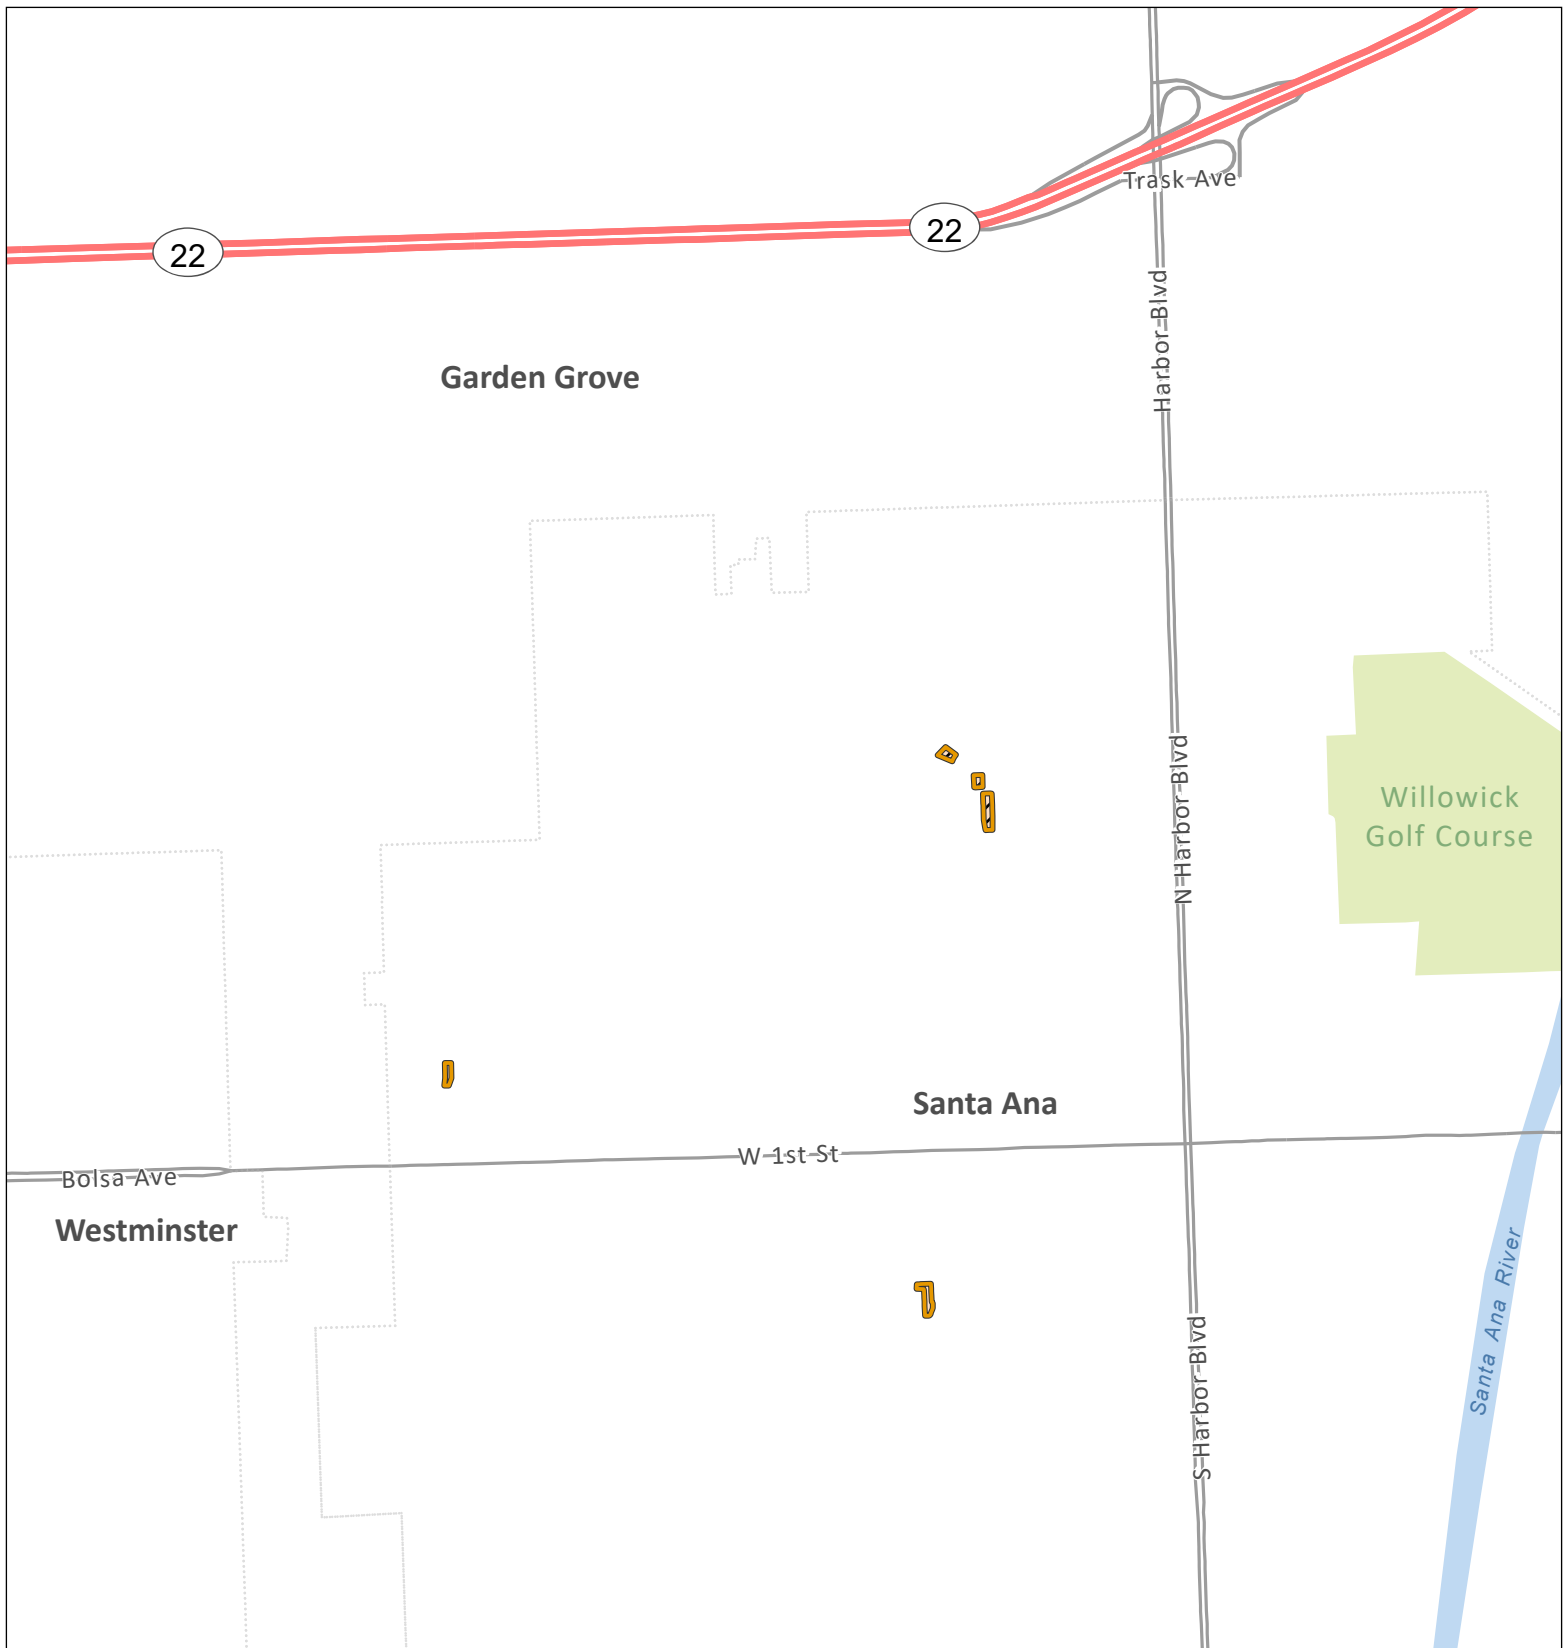 Trask Ave
22
22
Harbor Blvd
Garden Grove
N Harbor Blvd
Willowick
Golf Course
Santa Ana
W 1st St
Bolsa Ave
Westminster
Santa Ana River
S Harbor Blvd